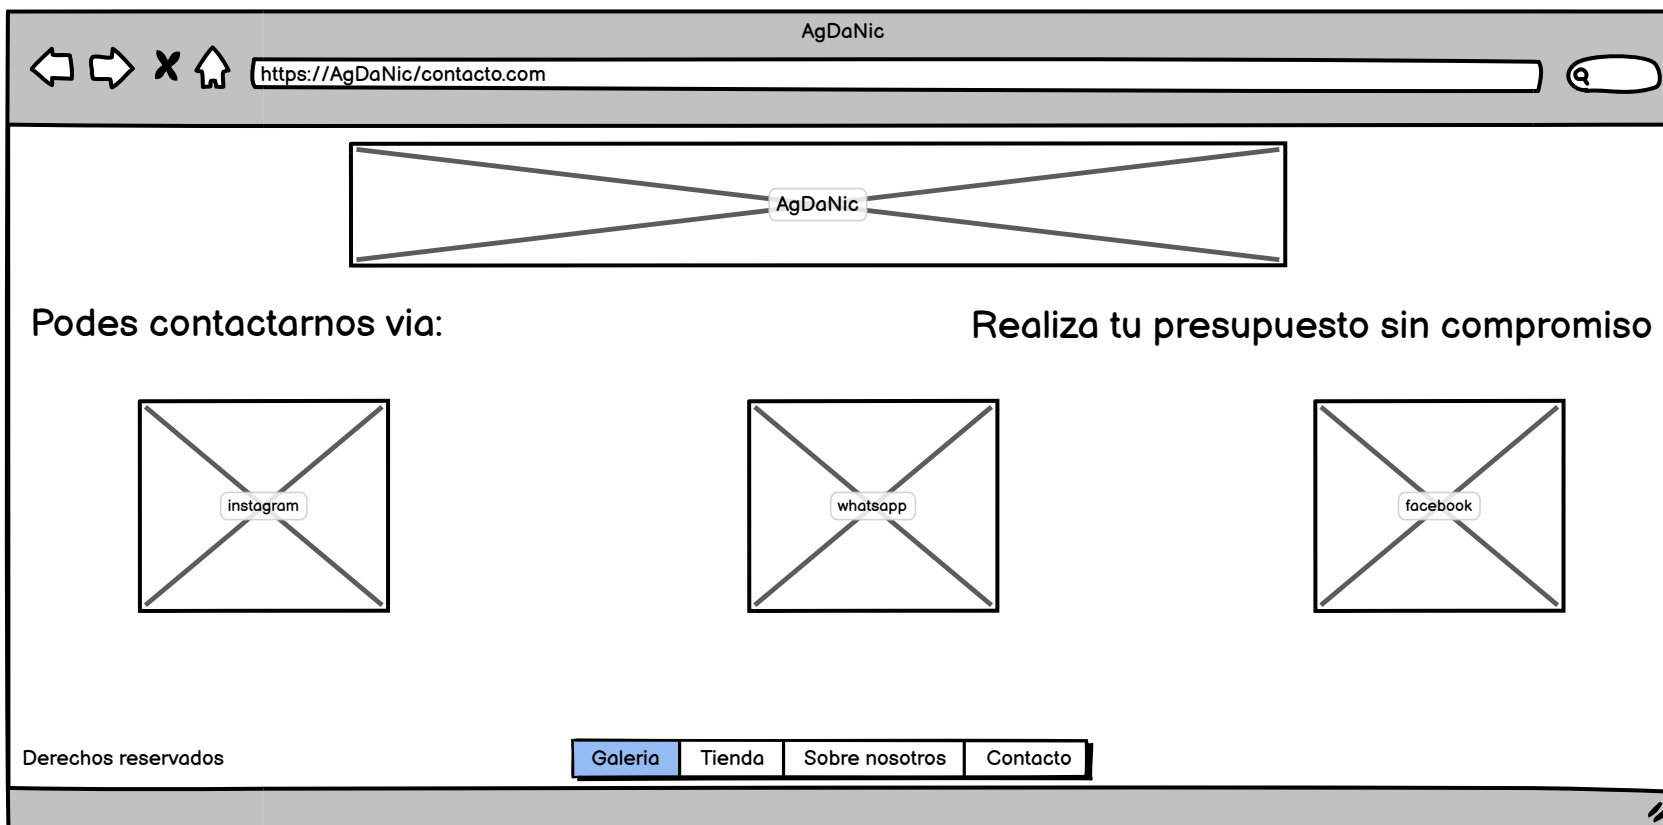 AgDaNic
https://AgDaNic/contacto.com
AgDaNic
Podes contactarnos via:
Realiza tu presupuesto sin compromiso
instagram
whatsapp
facebook
Derechos reservados
Galeria
Tienda
Sobre nosotros
Contacto